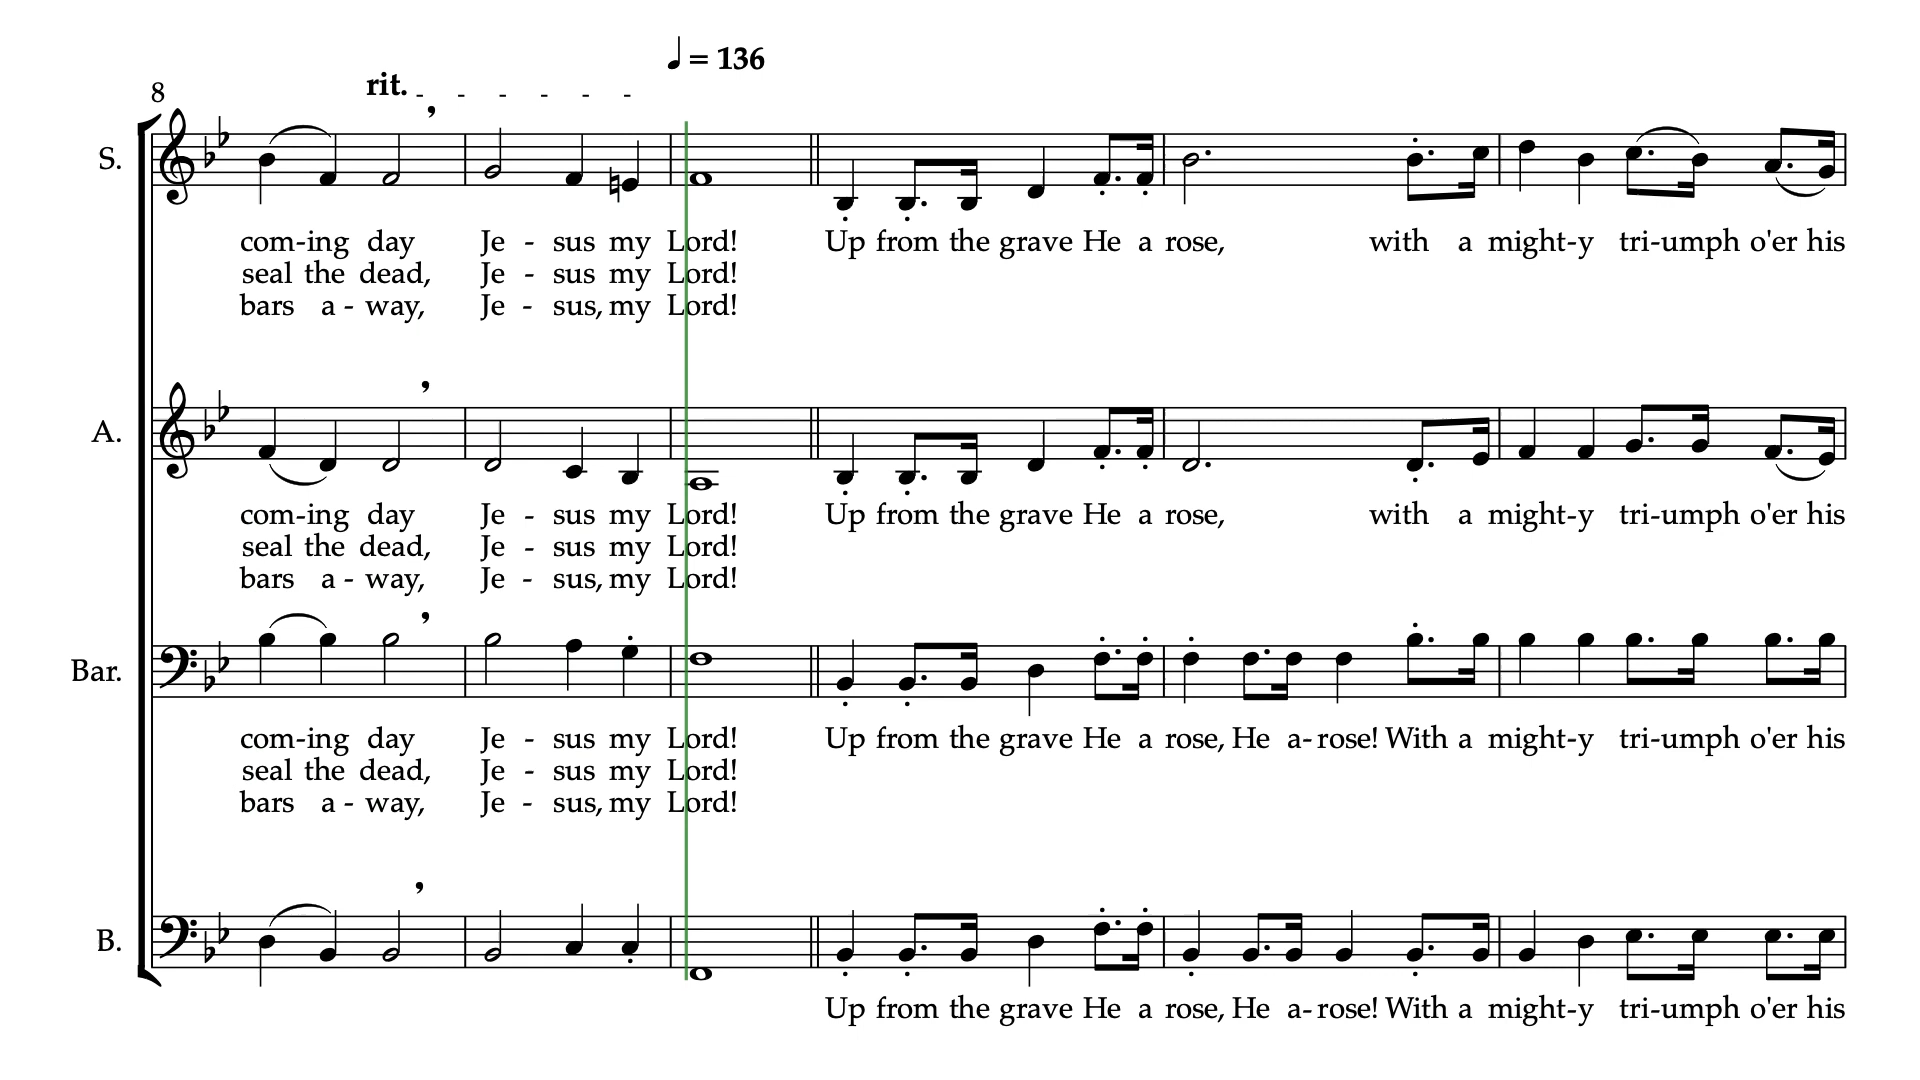 ♩ = 136
rit.
8
S.
com-ing day Je - sus my Lord! Up from the grave He a rose, with a might-y tri-umph o'er his
seal the dead, Je - sus my Lord!
bars a - way, Je - sus, my Lord!
A.
com-ing day Je - sus my Lord! Up from the grave He a rose, with a might-y tri-umph o'er his
seal the dead, Je - sus my Lord!
bars a - way, Je - sus, my Lord!
Bar.
com-ing day Je - sus my Lord! Up from the grave He a rose, He a-rose! With a might-y tri-umph o'er his
seal the dead, Je - sus my Lord!
bars a - way, Je - sus, my Lord!
B.
Up from the grave He a rose, He a-rose! With a might-y tri-umph o'er his